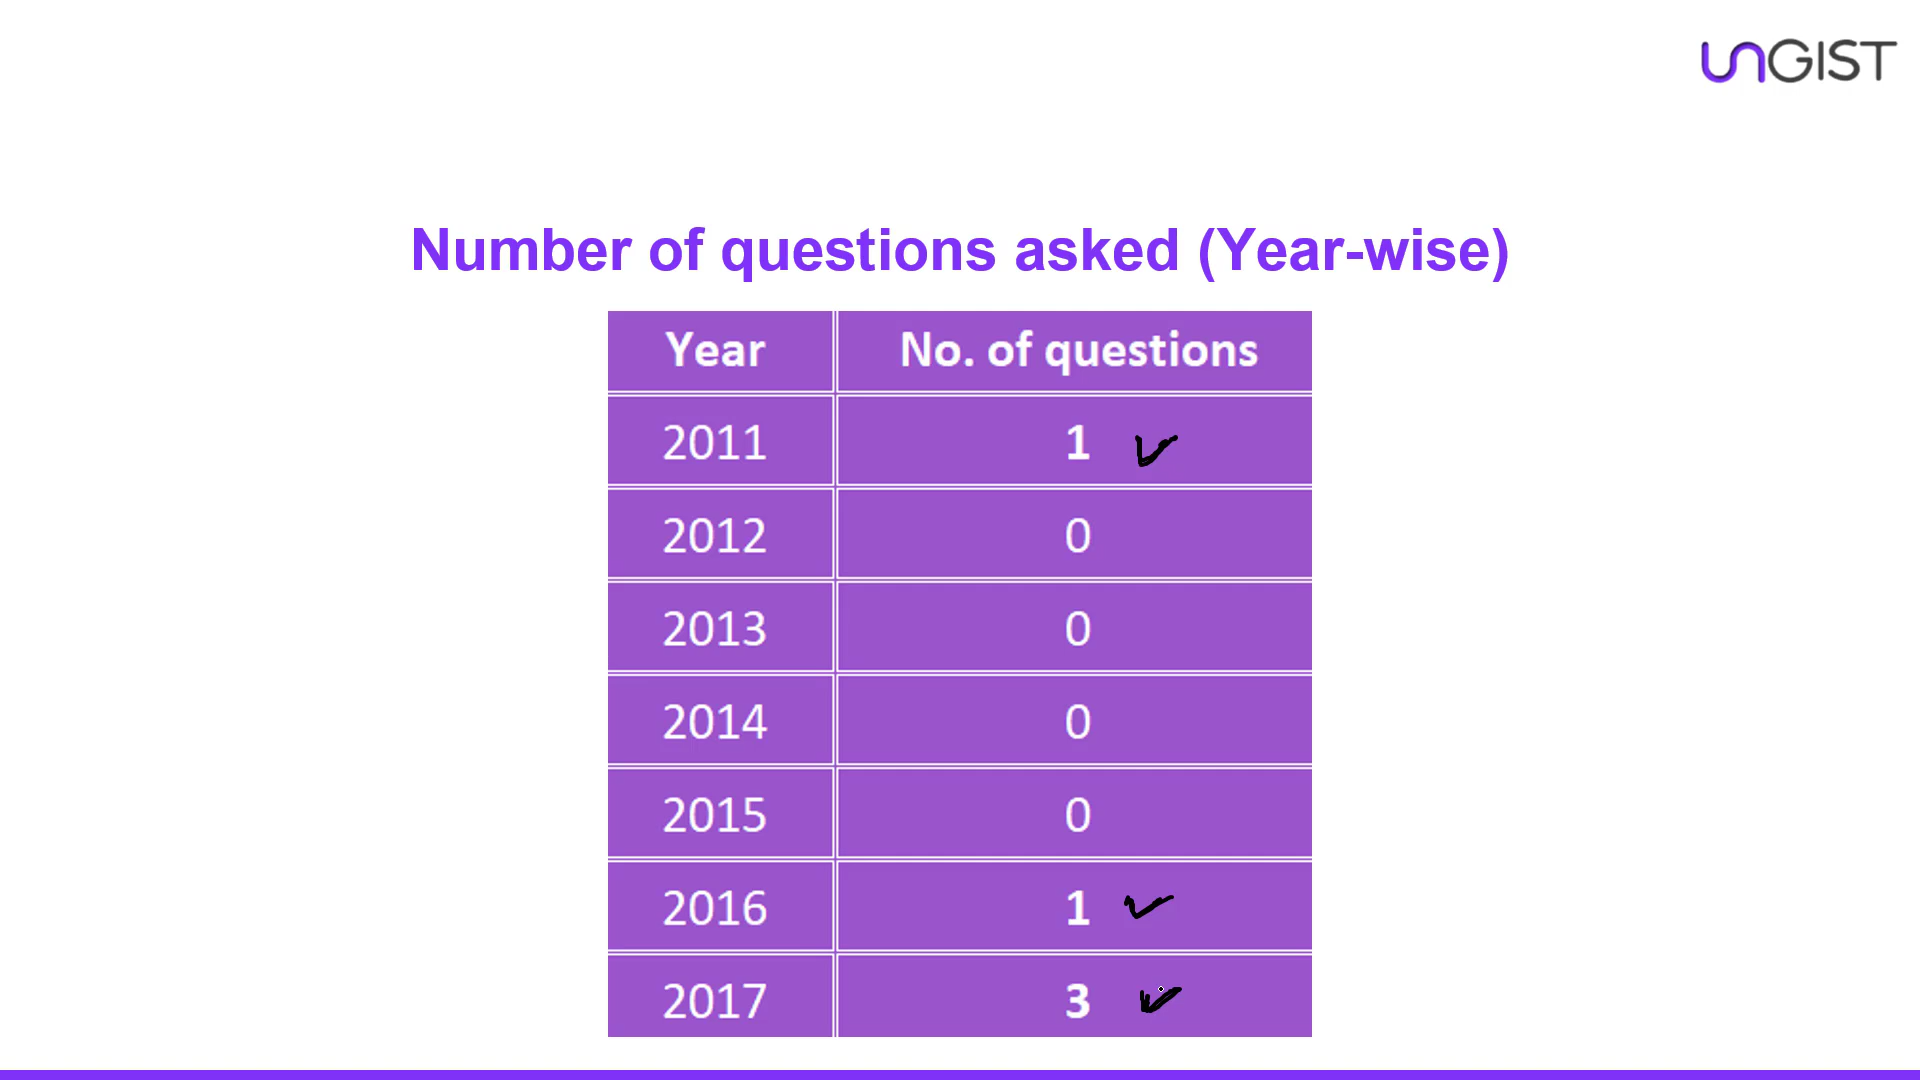 UNGIST
Number of questions asked (Year-wise)
Year No. of questions
2011 1
2012 0
2013 0
2014 0
2015 0
2016 1
2017 3